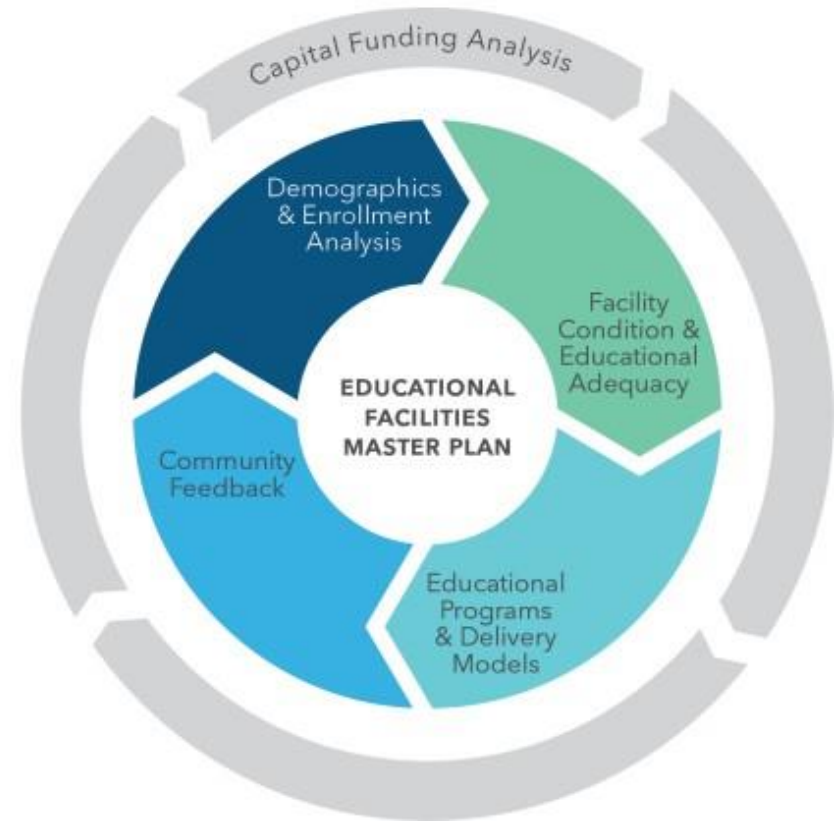 Capital Funding Analysis
Demographics
& Enrollment
Analysis
Facility
Condition &
Educational
Adequacy
EDUCATIONAL
FACILITIES
MASTER PLAN
Community
Feedback
Educational
Programs
& Delivery
Models